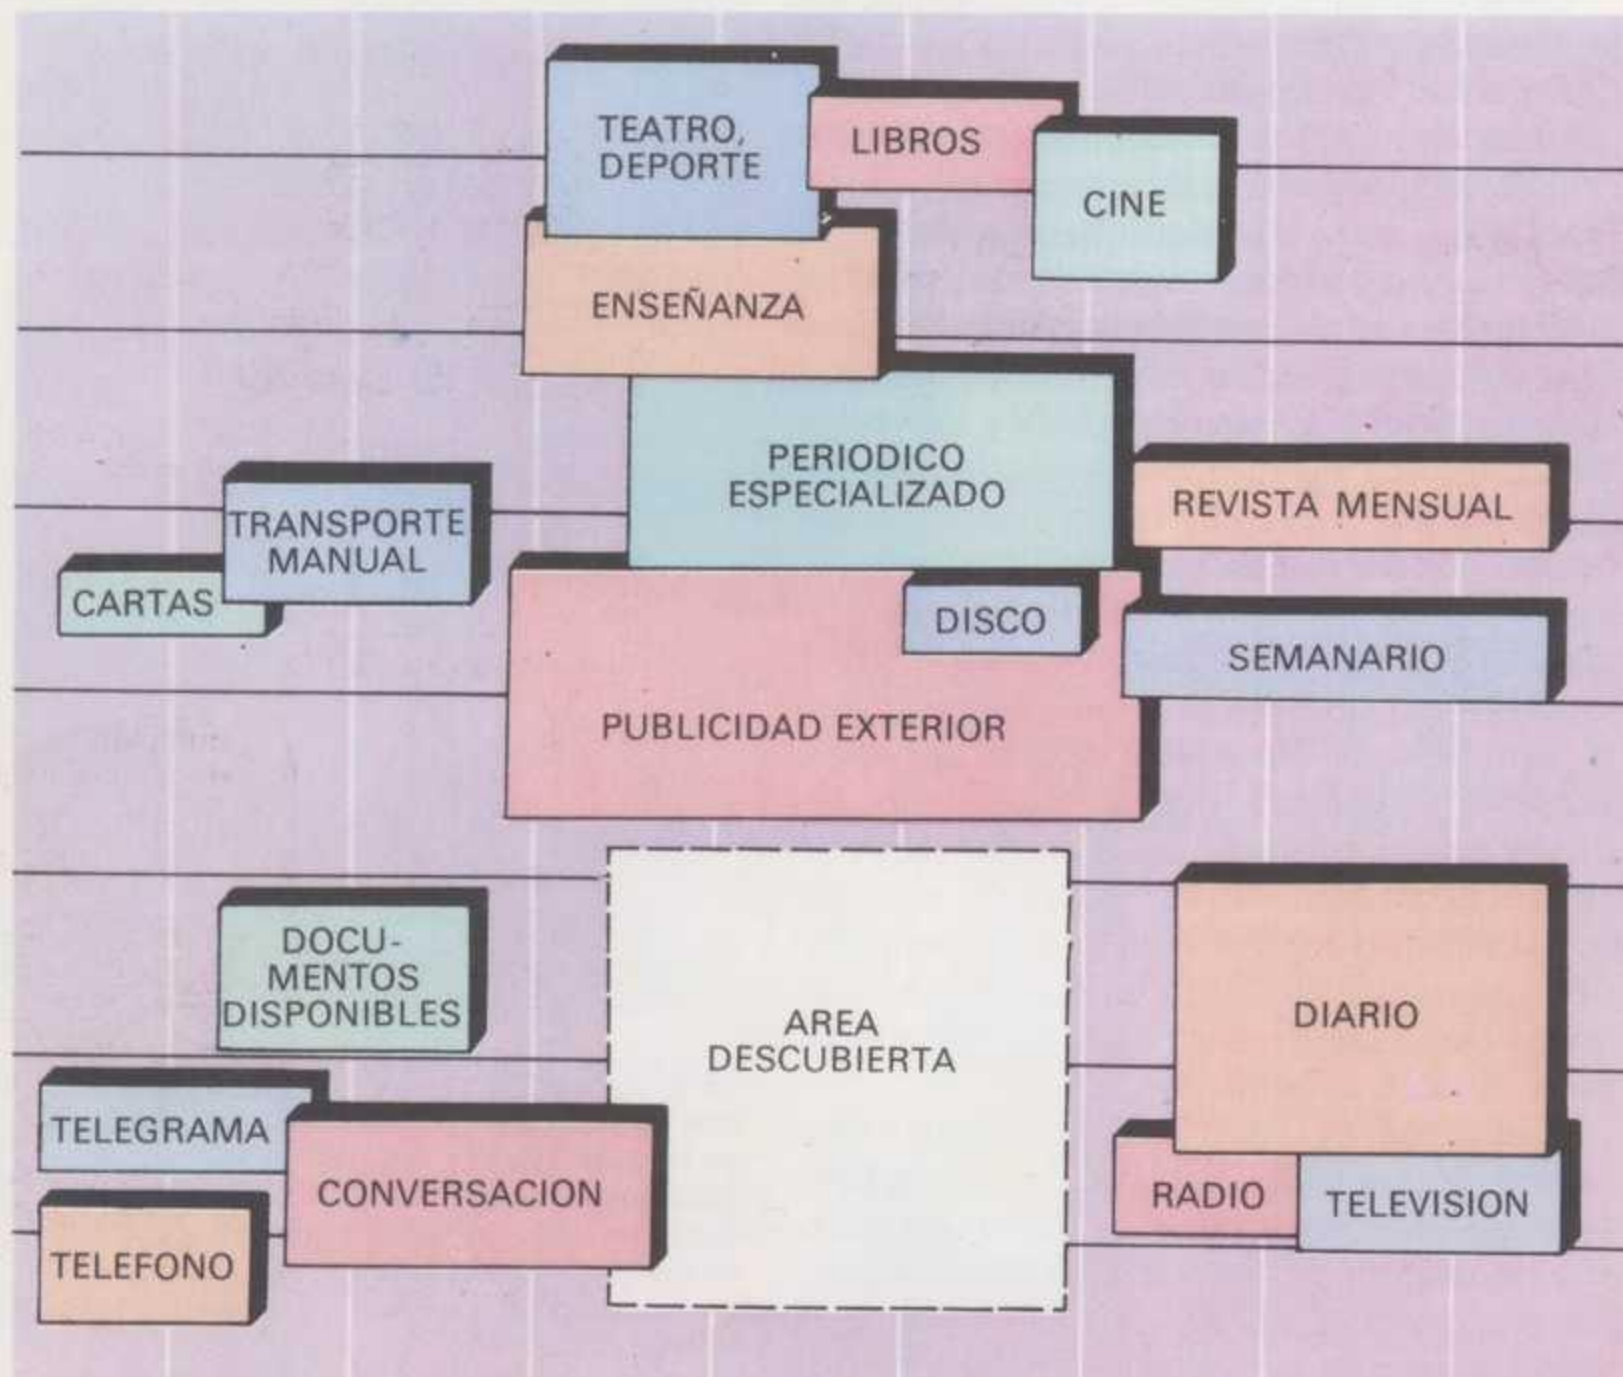 TEATRO,
DEPORTE
LIBROS
CINE
ENSEÑANZA
PERIODICO
ESPECIALIZADO
REVISTA MENSUAL
TRANSPORTE
MANUAL
CARTAS
DISCO
SEMANARIO
PUBLICIDAD EXTERIOR
DOCU-
MENTOS
DISPONIBLES
AREA
DESCUBIERTA
DIARIO
TELEGRAMA
CONVERSACION
RADIO
TELEVISION
TELEFONO